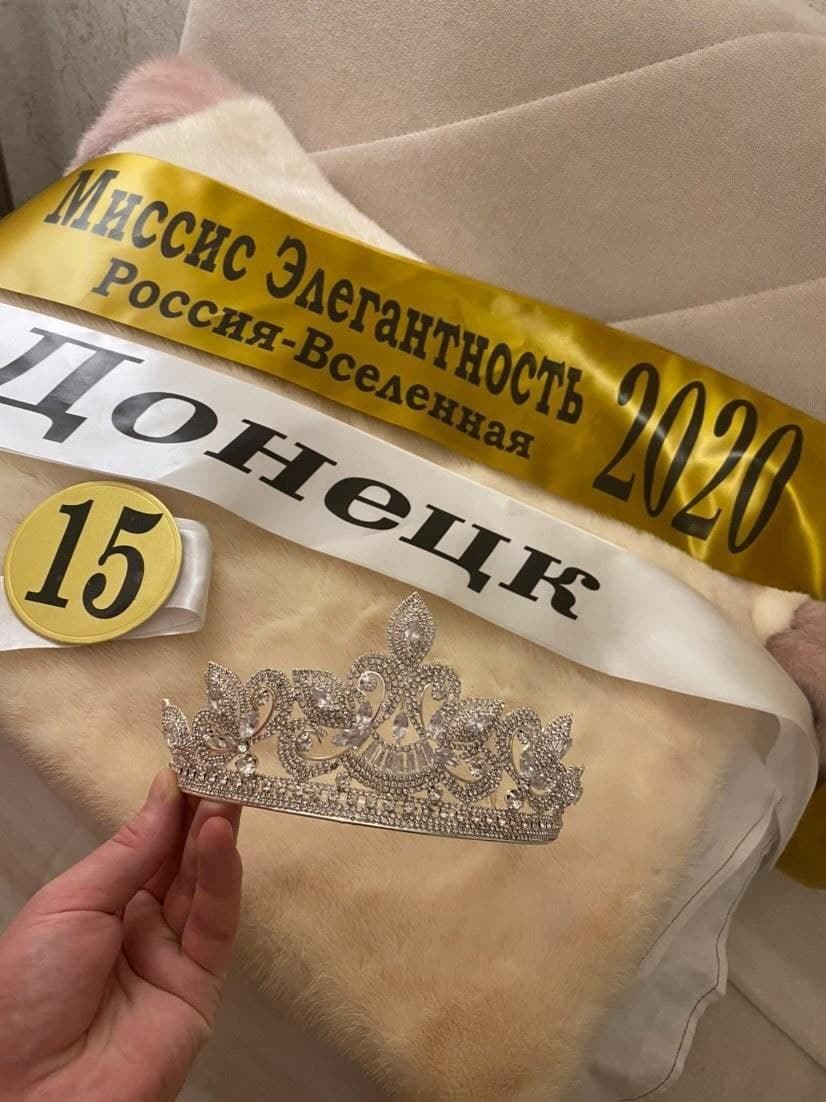 Миссис Элегантность 2020
Россия-Вселенная
Донецк
15